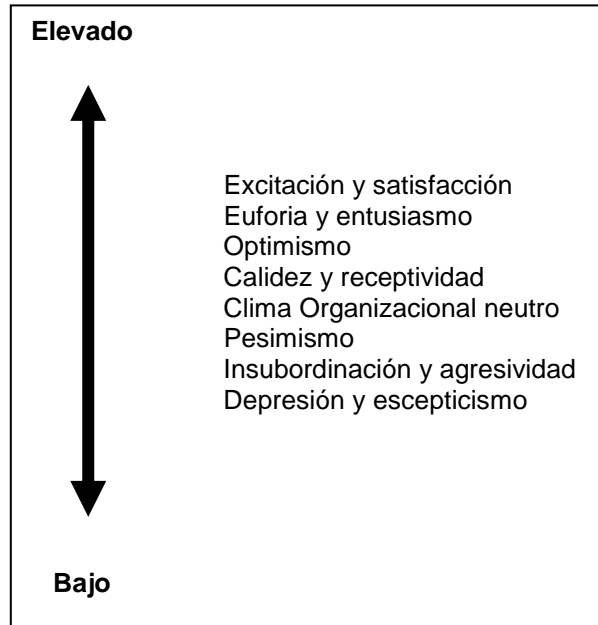 Elevado
Excitación y satisfacción
Euforia y entusiasmo
Optimismo
Calidez y receptividad
Clima Organizacional neutro
Pesimismo
Insubordinación y agresividad
Depresión y escepticismo
Bajo